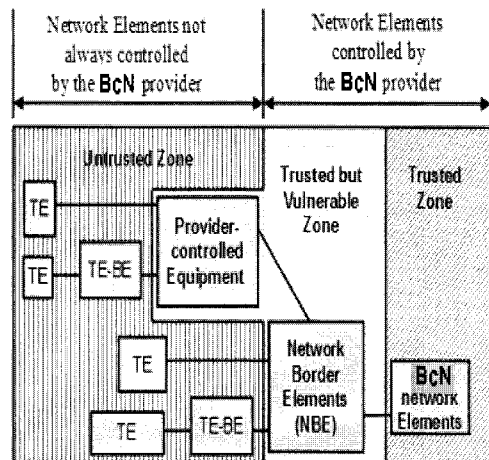 Network Elements not
always controlled
by the BcN provider
Network Elements
controlled by
the BcN provider
Untrusted Zone
Trusted but
Vulnerable
Zone
Trusted
Zone
TE
Provider-
controlled
Equipment
TE
TE-BE
TE
Network
Border
Elements
(NBE)
BcN
network
Elements
TE
TE-BE